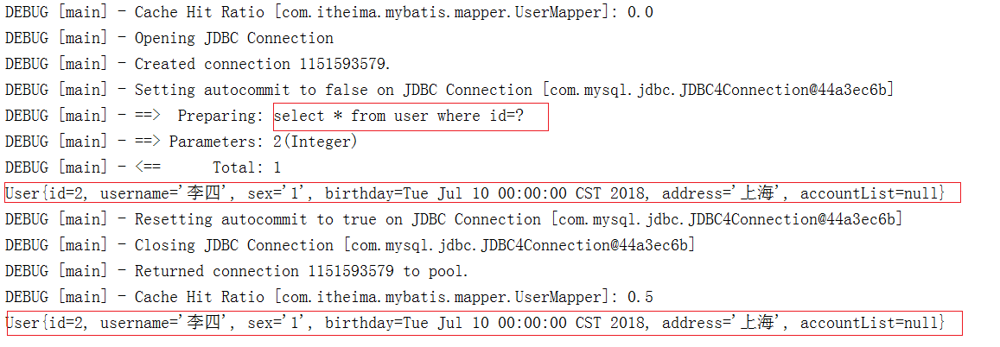 DEBUG [main] - Cache Hit Ratio [com.itheima.mybatis.mapper.UserMapper]: 0.0
DEBUG [main] - Opening JDBC Connection
DEBUG [main] - Created connection 1151593579.
DEBUG [main] - Setting autocommit to false on JDBC Connection [com.mysql.jdbc.JDBC4Connection@44a3ec6b]
DEBUG [main] - ==>  Preparing: select * from user where id=?
DEBUG [main] - ==> Parameters: 2(Integer)
DEBUG [main] - <==      Total: 1
User{id=2, username='李四', sex='1', birthday=Tue Jul 10 00:00:00 CST 2018, address='上海', accountList=null}
DEBUG [main] - Resetting autocommit to true on JDBC Connection [com.mysql.jdbc.JDBC4Connection@44a3ec6b]
DEBUG [main] - Closing JDBC Connection [com.mysql.jdbc.JDBC4Connection@44a3ec6b]
DEBUG [main] - Returned connection 1151593579 to pool.
DEBUG [main] - Cache Hit Ratio [com.itheima.mybatis.mapper.UserMapper]: 0.5
User{id=2, username='李四', sex='1', birthday=Tue Jul 10 00:00:00 CST 2018, address='上海', accountList=null}